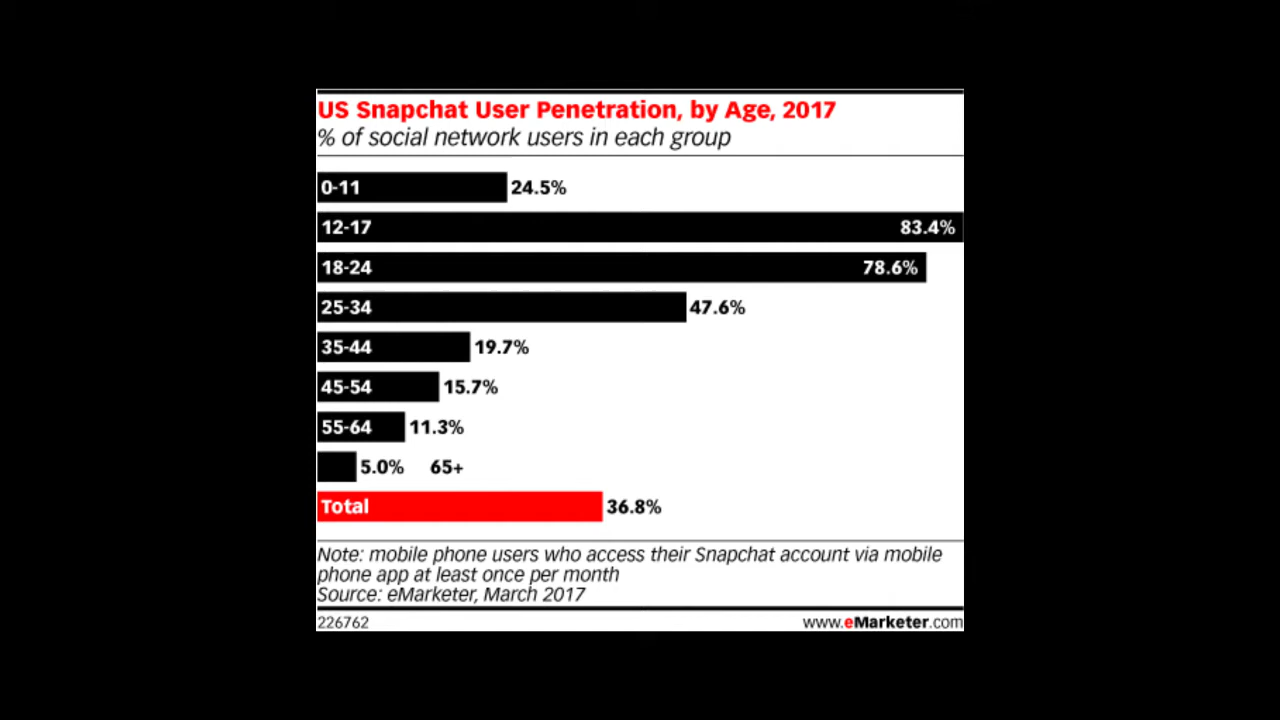 US Snapchat User Penetration, by Age, 2017
% of social network users in each group
0-11 24.5%
12-17 83.4%
18-24 78.6%
25-34 47.6%
35-44 19.7%
45-54 15.7%
55-64 11.3%
5.0% 65+
Total 36.8%
Note: mobile phone users who access their Snapchat account via mobile
phone app at least once per month
Source: eMarketer, March 2017
226762 www.eMarketer.com